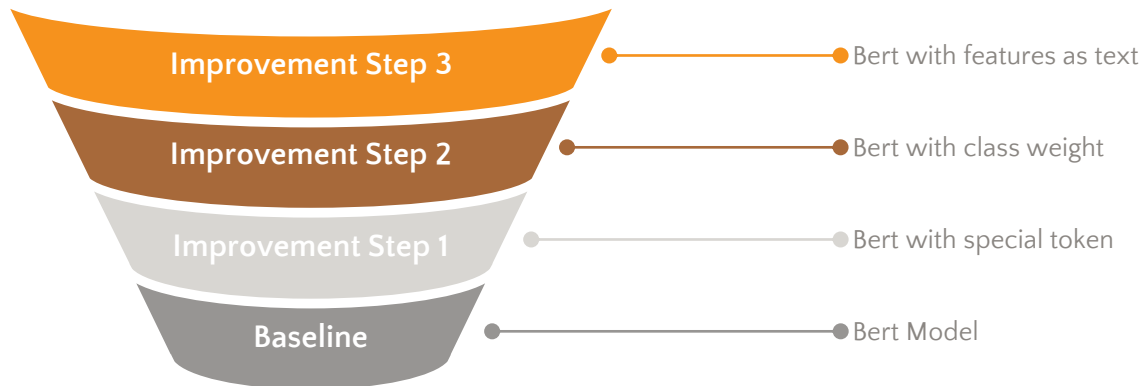 Improvement Step 3
Bert with features as text
Improvement Step 2
Bert with class weight
Improvement Step 1
Bert with special token
Baseline
Bert Model